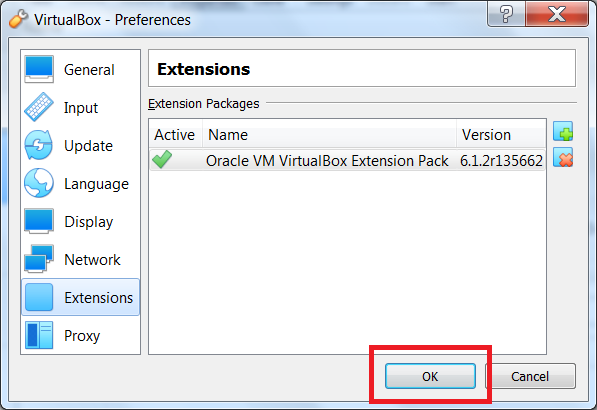 VirtualBox - Preferences
?
General
Input
Update
Language
Display
Network
Extensions
Proxy
Extensions
Extension Packages
Active Name Version
Oracle VM VirtualBox Extension Pack 6.1.2r135662
OK Cancel